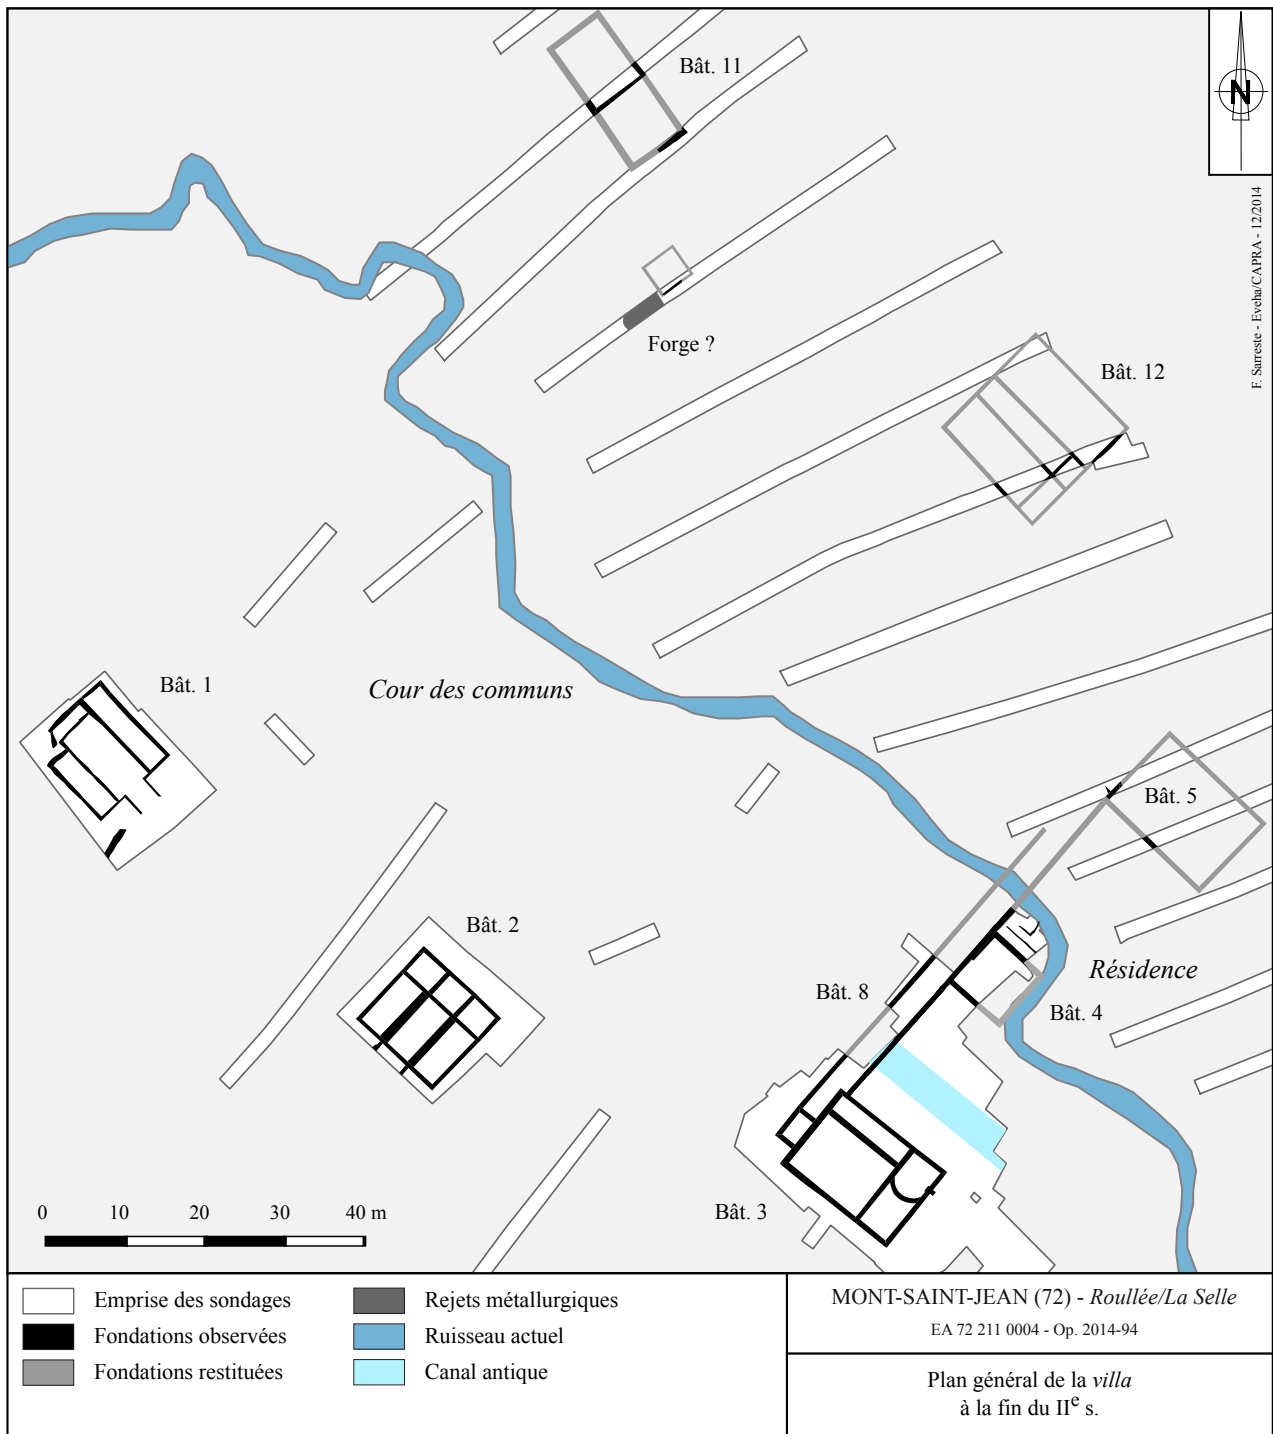 Bât. 11
N
F. Sarreste - Eveha/CAPRA - 12/2014
Forge ?
Bât. 12
Bât. 1
Cour des communs
Bât. 5
Bât. 2
Résidence
Bât. 8
Bât. 4
Bât. 3
0 10 20 30 40 m
Emprise des sondages
Fondations observées
Fondations restituées
Rejets métallurgiques
Ruisseau actuel
Canal antique
MONT-SAINT-JEAN (72) - Roullée/La Selle
EA 72 211 0004 - Op. 2014-94
Plan général de la villa
à la fin du IIe s.